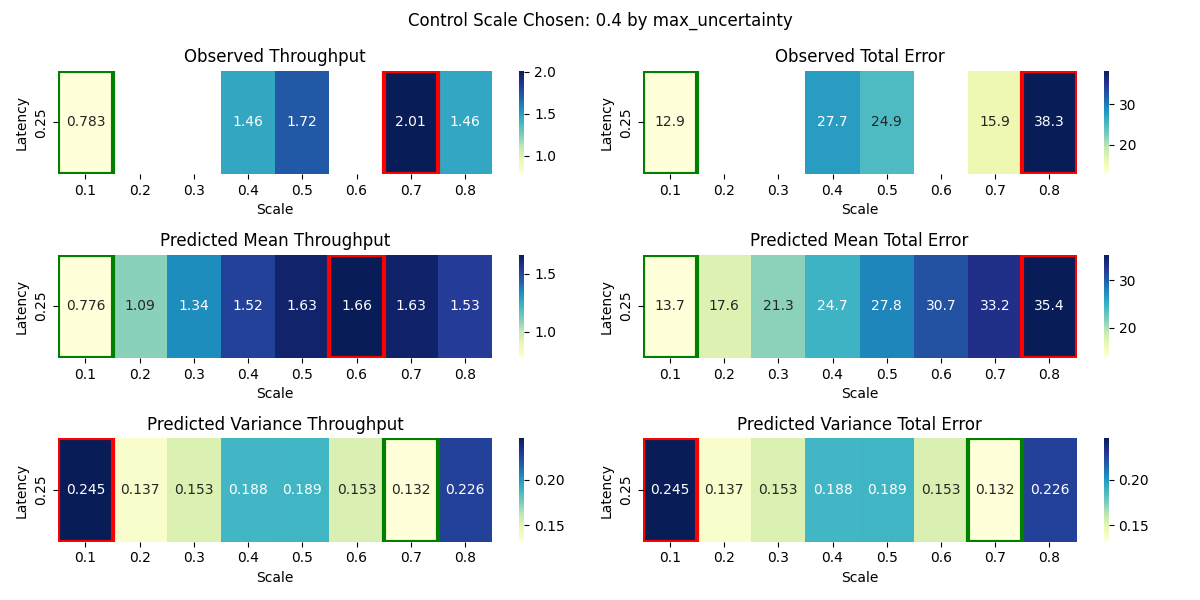 Control Scale Chosen: 0.4 by max_uncertainty
Observed Throughput
Latency
0.25
0.783 1.46 1.72 2.01 1.46
0.1 0.2 0.3 0.4 0.5 0.6 0.7 0.8
Scale
2.0
1.5
1.0
Observed Total Error
Latency
0.25
12.9 27.7 24.9 15.9 38.3
0.1 0.2 0.3 0.4 0.5 0.6 0.7 0.8
Scale
30
20
Predicted Mean Throughput
Latency
0.25
0.776 1.09 1.34 1.52 1.63 1.66 1.63 1.53
0.1 0.2 0.3 0.4 0.5 0.6 0.7 0.8
Scale
1.5
1.0
Predicted Mean Total Error
Latency
0.25
13.7 17.6 21.3 24.7 27.8 30.7 33.2 35.4
0.1 0.2 0.3 0.4 0.5 0.6 0.7 0.8
Scale
30
20
Predicted Variance Throughput
Latency
0.25
0.245 0.137 0.153 0.188 0.189 0.153 0.132 0.226
0.1 0.2 0.3 0.4 0.5 0.6 0.7 0.8
Scale
0.20
0.15
Predicted Variance Total Error
Latency
0.25
0.245 0.137 0.153 0.188 0.189 0.153 0.132 0.226
0.1 0.2 0.3 0.4 0.5 0.6 0.7 0.8
Scale
0.20
0.15